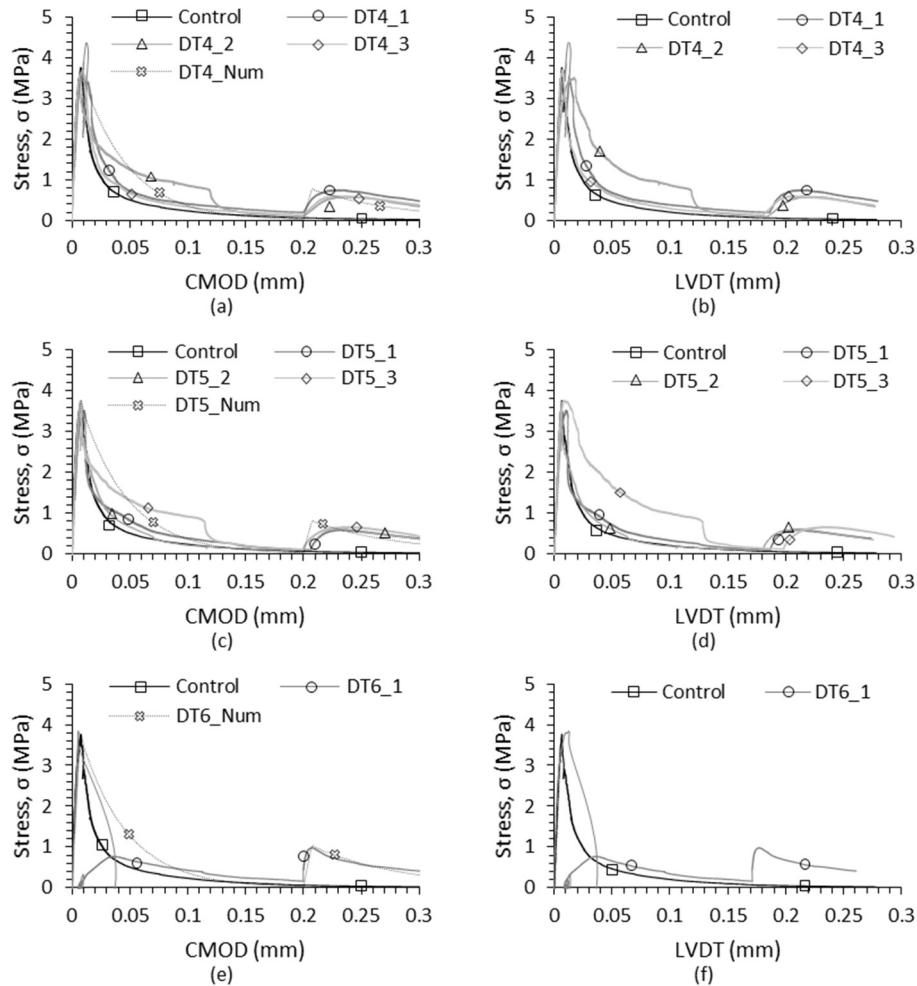 Control DT4_1
DT4_2 DT4_3
DT4_Num
Stress, σ (MPa)
5
4
3
2
1
0
0 0.05 0.1 0.15 0.2 0.25 0.3
CMOD (mm)
(a)
Control DT4_1
DT4_2 DT4_3
Stress, σ (MPa)
5
4
3
2
1
0
0 0.05 0.1 0.15 0.2 0.25 0.3
LVDT (mm)
(b)
Control DT5_1
DT5_2 DT5_3
DT5_Num
Stress, σ (MPa)
5
4
3
2
1
0
0 0.05 0.1 0.15 0.2 0.25 0.3
CMOD (mm)
(c)
Control DT5_1
DT5_2 DT5_3
Stress, σ (MPa)
5
4
3
2
1
0
0 0.05 0.1 0.15 0.2 0.25 0.3
LVDT (mm)
(d)
Control DT6_1
DT6_Num
Stress, σ (MPa)
5
4
3
2
1
0
0 0.05 0.1 0.15 0.2 0.25 0.3
CMOD (mm)
(e)
Control DT6_1
Stress, σ (MPa)
5
4
3
2
1
0
0 0.05 0.1 0.15 0.2 0.25 0.3
LVDT (mm)
(f)